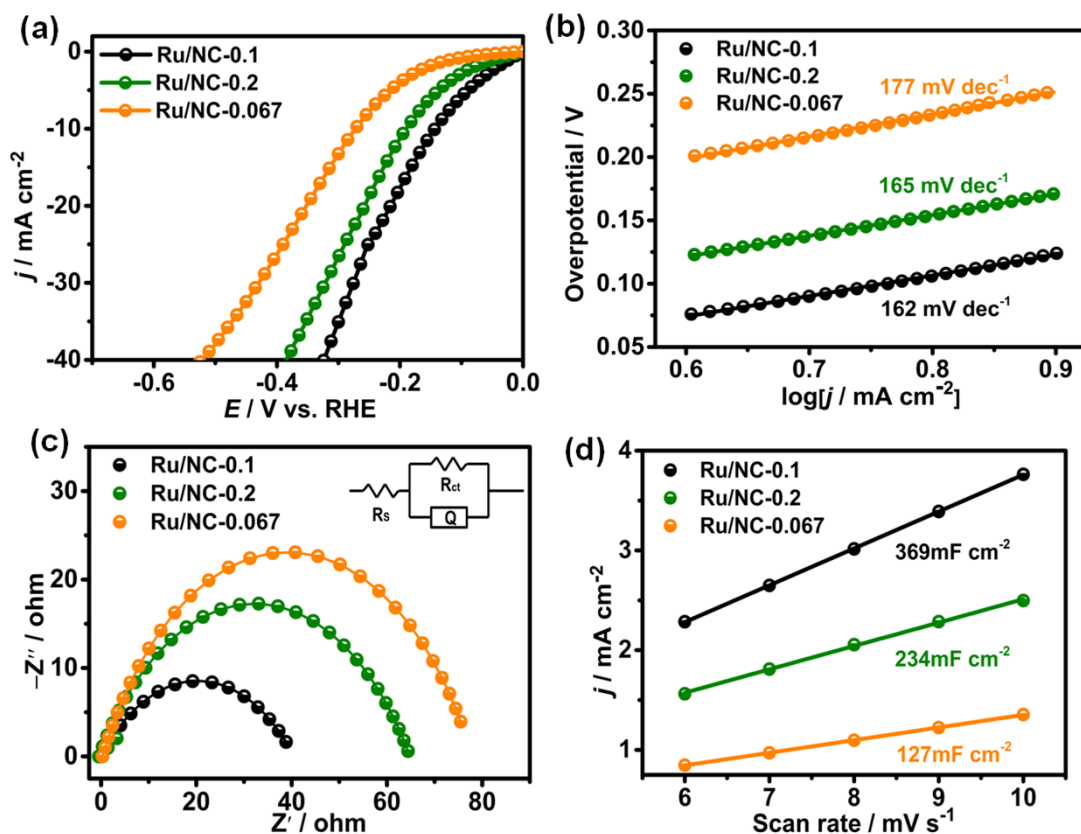 (a)
Ru/NC-0.1
Ru/NC-0.2
Ru/NC-0.067
0
-10
-20
-30
-40
j / mA cm⁻²
-0.6
-0.4
-0.2
0.0
E / V vs. RHE
(b)
Ru/NC-0.1
Ru/NC-0.2
Ru/NC-0.067
177 mV dec⁻¹
165 mV dec⁻¹
162 mV dec⁻¹
0.30
0.25
0.20
0.15
0.10
0.05
Overpotential / V
0.6
0.7
0.8
0.9
log[j / mA cm⁻²]
(c)
Ru/NC-0.1
Ru/NC-0.2
Ru/NC-0.067
Rct
Rs
Q
30
20
10
0
–Z'' / ohm
0
20
40
60
80
Z' / ohm
(d)
Ru/NC-0.1
Ru/NC-0.2
Ru/NC-0.067
369mF cm⁻²
234mF cm⁻²
127mF cm⁻²
4
3
2
1
j / mA cm⁻²
6
7
8
9
10
Scan rate / mV s⁻¹